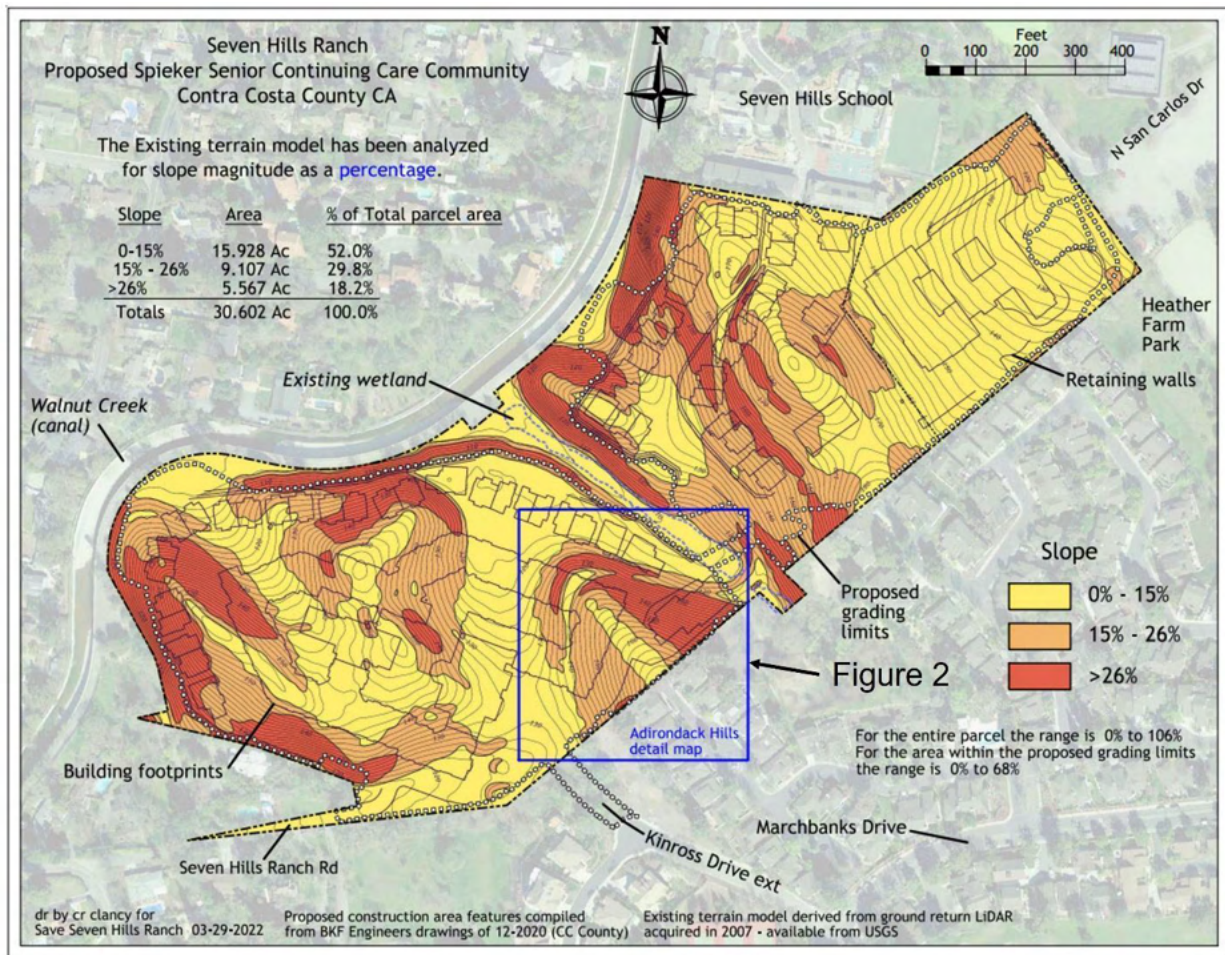 Seven Hills Ranch
Proposed Spieker Senior Continuing Care Community
Contra Costa County CA
The Existing terrain model has been analyzed
for slope magnitude as a percentage.
Slope Area % of Total parcel area
0-15% 15.928 Ac 52.0%
15% - 26% 9.107 Ac 29.8%
>26% 5.567 Ac 18.2%
Totals 30.602 Ac 100.0%
N
Feet
0 100 200 300 400
Seven Hills School
N San Carlos Dr
Heather
Farm
Park
Retaining walls
Existing wetland
Walnut Creek
(canal)
Proposed
grading
limits
Slope
0% - 15%
15% - 26%
>26%
Figure 2
Adirondack Hills
detail map
For the entire parcel the range is 0% to 106%
For the area within the proposed grading limits
the range is 0% to 68%
Building footprints
Seven Hills Ranch Rd
Kinross Drive ext
Marchbanks Drive
dr by cr clancy for
Save Seven Hills Ranch 03-29-2022
Proposed construction area features compiled
from BKF Engineers drawings of 12-2020 (CC County)
Existing terrain model derived from ground return LiDAR
acquired in 2007 - available from USGS